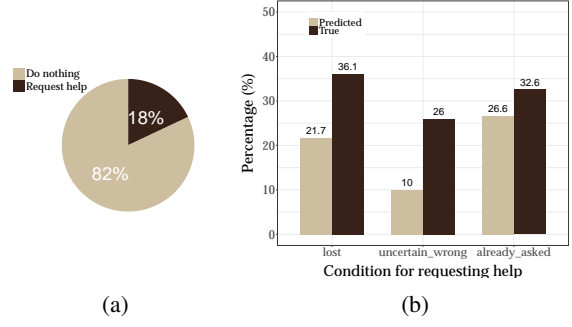 Do nothing
Request help
18%
82%
(a)
Percentage (%)
50
40
30
20
10
0
Predicted
True
21.7
36.1
10
26
26.6
32.6
lost
uncertain_wrong
already_asked
Condition for requesting help
(b)